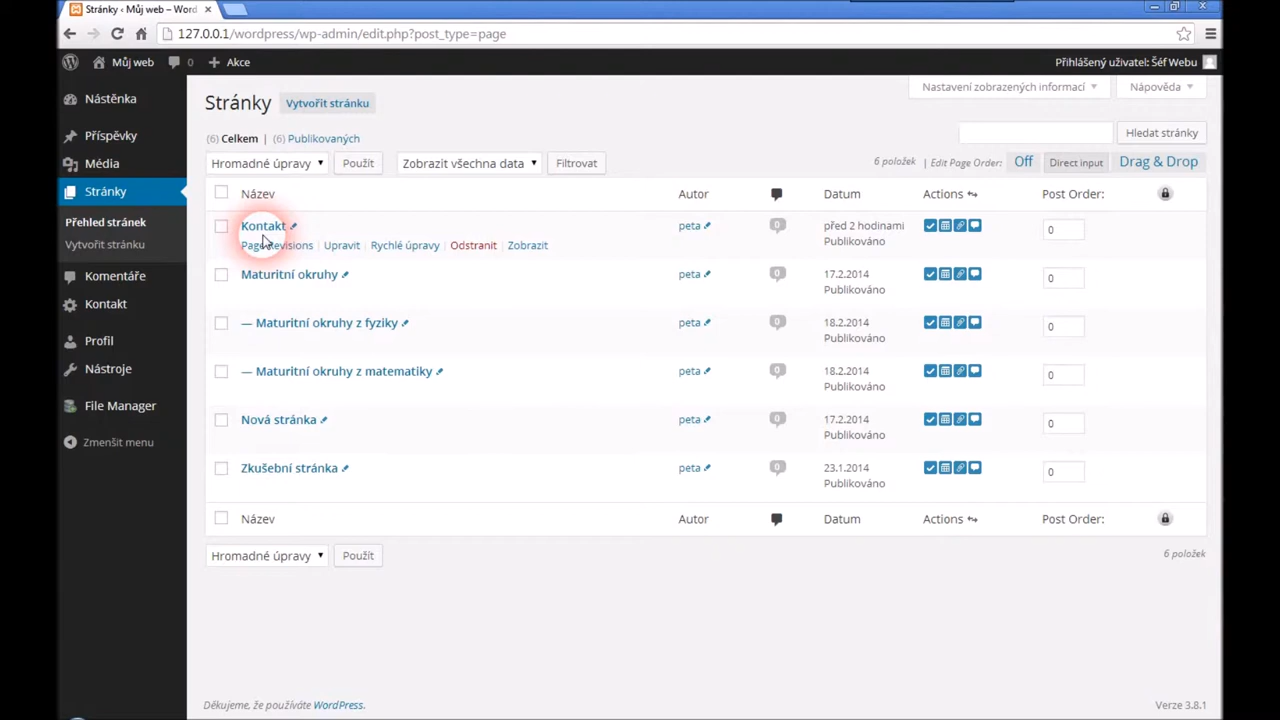 Stránky ‹ Můj web — Word
127.0.0.1/wordpress/wp-admin/edit.php?post_type=page
Můj web 0 Akce Přihlášený uživatel: Šéf Webu
Nástěnka
Příspěvky
Média
Stránky
Přehled stránek
Vytvořit stránku
Komentáře
Kontakt
Profil
Nástroje
File Manager
Zmenšit menu
Nastavení zobrazených informací Nápověda
Stránky Vytvořit stránku
(6) Celkem | (6) Publikovaných Hledat stránky
Hromadné úpravy Použít Zobrazit všechna data Filtrovat 6 položek | Edit Page Order: Off Direct input Drag & Drop
Název Autor Datum Actions Post Order:
Kontakt peta 0 před 2 hodinami 0
Publikováno
Upravit | Rychlé úpravy | Odstranit | Zobrazit
Maturitní okruhy peta 0 17.2.2014 0
Publikováno
— Maturitní okruhy z fyziky peta 0 18.2.2014 0
Publikováno
— Maturitní okruhy z matematiky peta 0 18.2.2014 0
Publikováno
Nová stránka peta 0 17.2.2014 0
Publikováno
Zkušební stránka peta 0 23.1.2014 0
Publikováno
Název Autor Datum Actions Post Order:
Hromadné úpravy Použít 6 položek
Děkujeme, že používáte WordPress. Verze 3.8.1